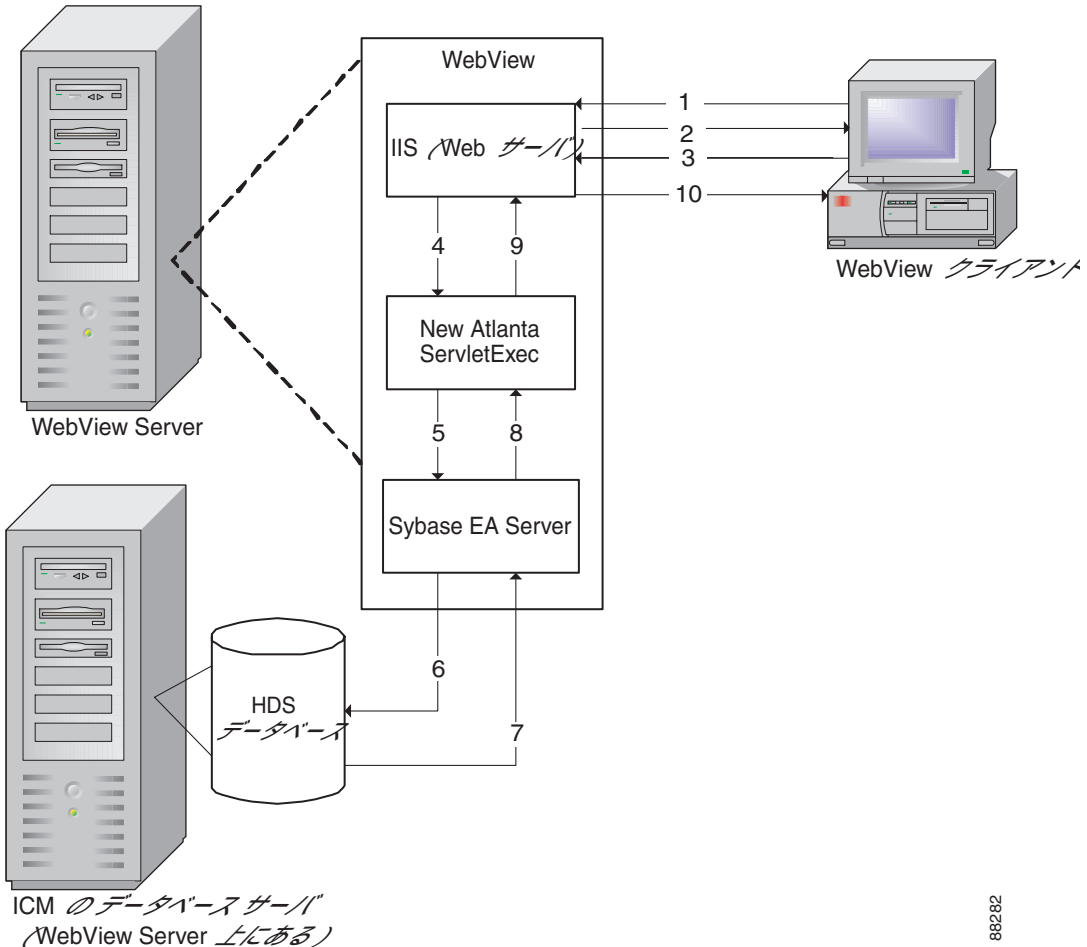 WebView
1
2
3
10
IIS（Web サーバ）
4
9
WebView クライアント
New Atlanta
ServletExec
WebView Server
5
8
Sybase EA Server
6
7
HDS
データベース
ICM のデータベース サーバ
（WebView Server 上にある）
88282